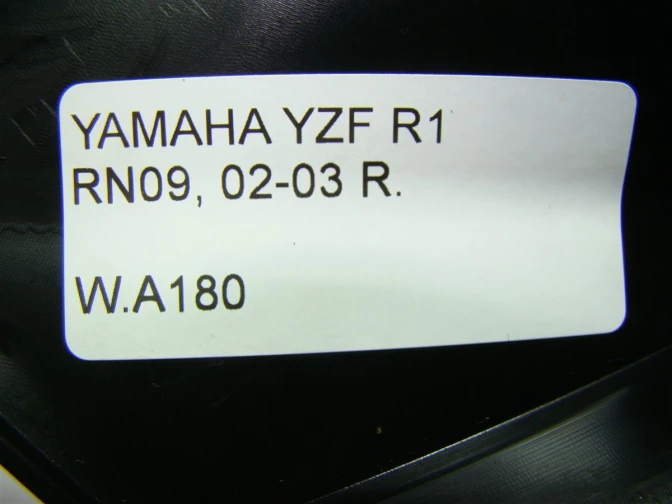 YAMAHA YZF R1
RN09, 02-03 R.
W.A180